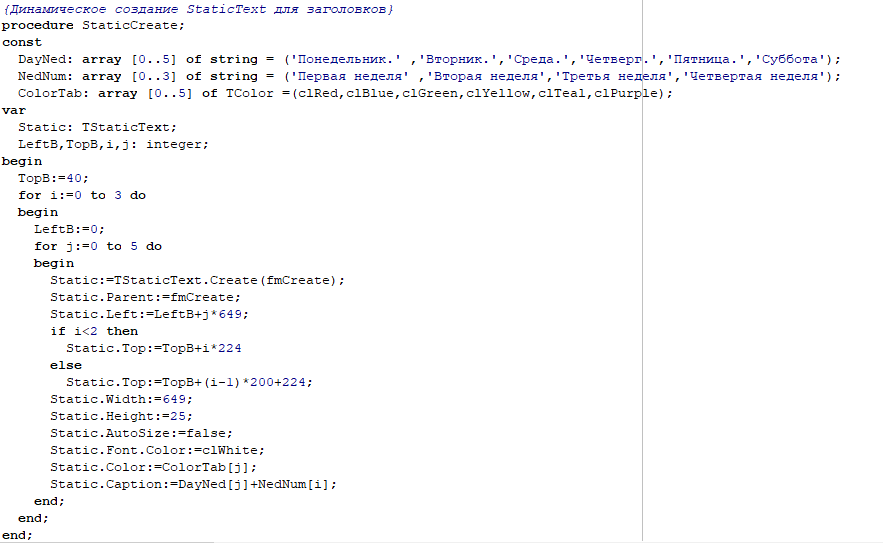 {Динамическое создание StaticText для заголовков}
procedure StaticCreate;
const
  DayNed: array [0..5] of string = ('Понедельник.' ,'Вторник.','Среда.','Четверг.','Пятница.','Суббота');
  NedNum: array [0..3] of string = ('Первая неделя' ,'Вторая неделя','Третья неделя','Четвертая неделя');
  ColorTab: array [0..5] of TColor =(clRed,clBlue,clGreen,clYellow,clTeal,clPurple);
var
  Static: TStaticText;
  LeftB,TopB,i,j: integer;
begin
  TopB:=40;
  for i:=0 to 3 do
  begin
    LeftB:=0;
    for j:=0 to 5 do
    begin
      Static:=TStaticText.Create(fmCreate);
      Static.Parent:=fmCreate;
      Static.Left:=LeftB+j*649;
      if i<2 then
        Static.Top:=TopB+i*224
      else
        Static.Top:=TopB+(i-1)*200+224;
      Static.Width:=649;
      Static.Height:=25;
      Static.AutoSize:=false;
      Static.Font.Color:=clWhite;
      Static.Color:=ColorTab[j];
      Static.Caption:=DayNed[j]+NedNum[i];
    end;
  end;
end;